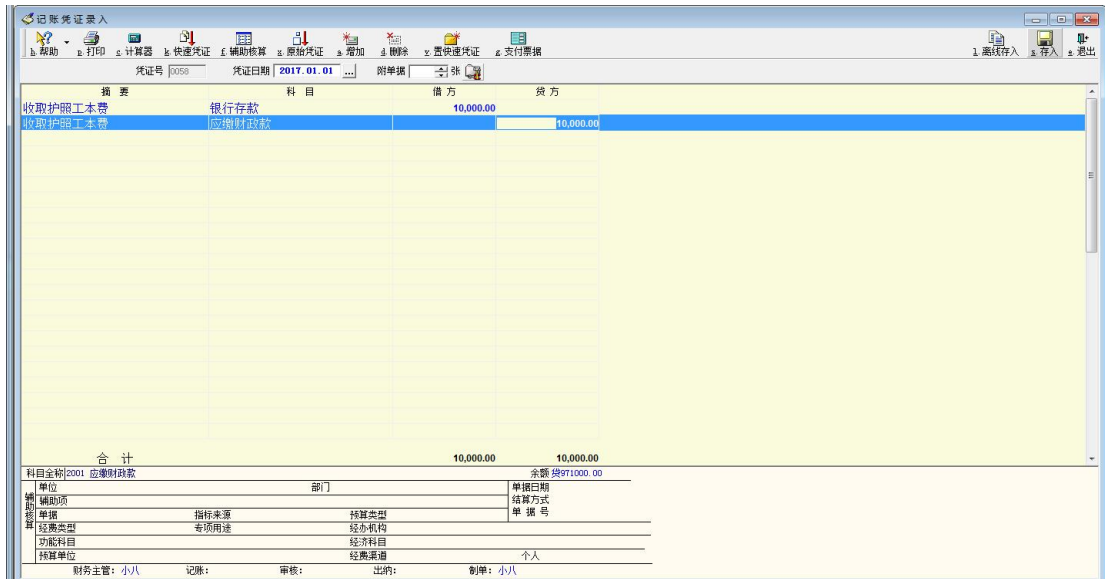 记账凭证录入
h.帮助 p.打印 c.计算器 k.快速凭证 f.辅助核算 x.原始凭证 a.增加 d.删除 y.置快速凭证 g.支付票据 l.离线存入 s.存入 e.退出
凭证号 0058 凭证日期 2017.01.01 ... 附单据 张
摘 要 科 目 借 方 贷 方
收取护照工本费 银行存款 10,000.00
收取护照工本费 应缴财政款 10,000.00
合 计 10,000.00 10,000.00
科目全称 2001 应缴财政款 余额 贷971000.00
辅助核算
单位 部门 单据日期
辅助项 结算方式
单据 指标来源 预算类型 单 据 号
经费类型 专项用途 经办机构
功能科目 经济科目
预算单位 经费渠道 个人
财务主管：小八 记账： 审核： 出纳： 制单：小八